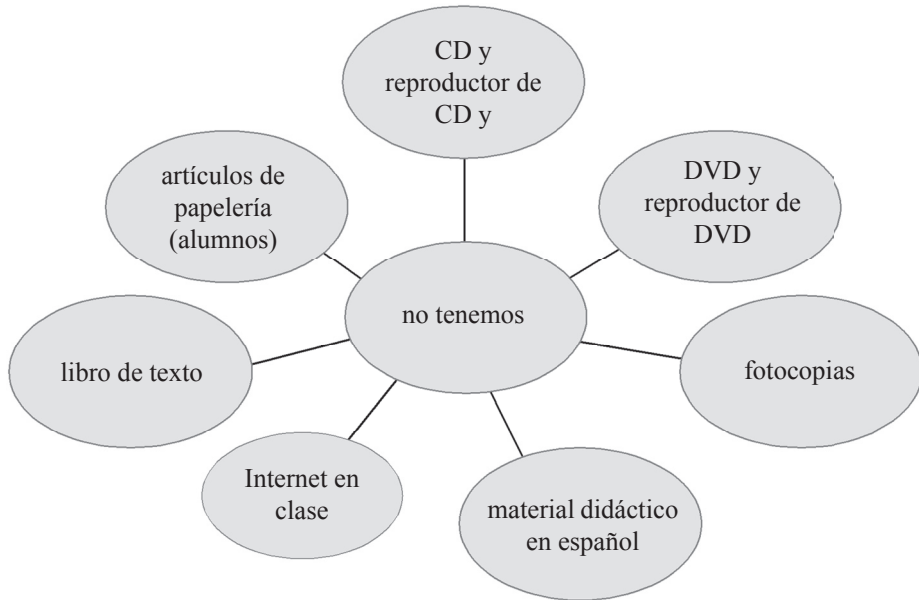 CD y
reproductor de
CD y
artículos de
papelería
(alumnos)
DVD y
reproductor de
DVD
no tenemos
libro de texto
fotocopias
Internet en
clase
material didáctico
en español